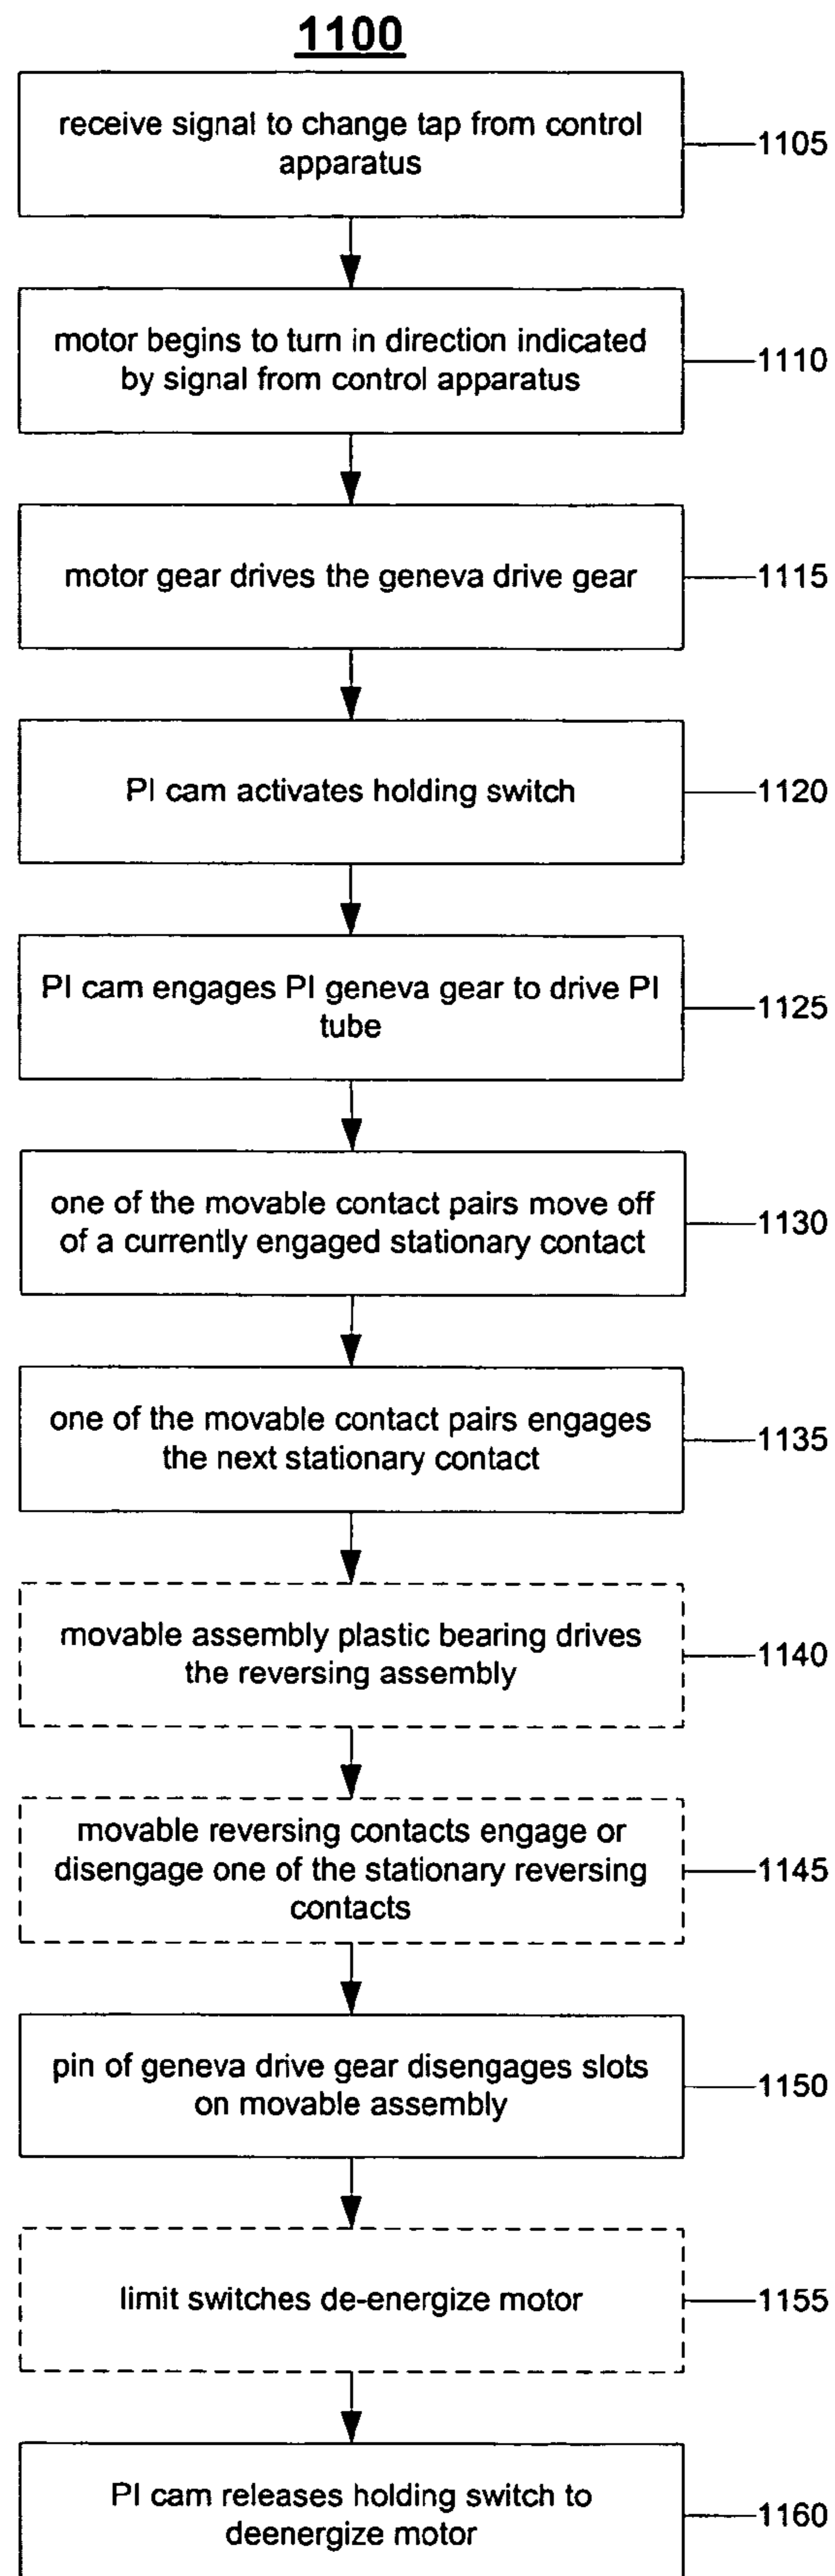 1100
receive signal to change tap from control
apparatus
1105
motor begins to turn in direction indicated
by signal from control apparatus
1110
motor gear drives the geneva drive gear
1115
PI cam activates holding switch
1120
PI cam engages PI geneva gear to drive PI
tube
1125
one of the movable contact pairs move off
of a currently engaged stationary contact
1130
one of the movable contact pairs engages
the next stationary contact
1135
movable assembly plastic bearing drives
the reversing assembly
1140
movable reversing contacts engage or
disengage one of the stationary reversing
contacts
1145
pin of geneva drive gear disengages slots
on movable assembly
1150
limit switches de-energize motor
1155
PI cam releases holding switch to
deenergize motor
1160